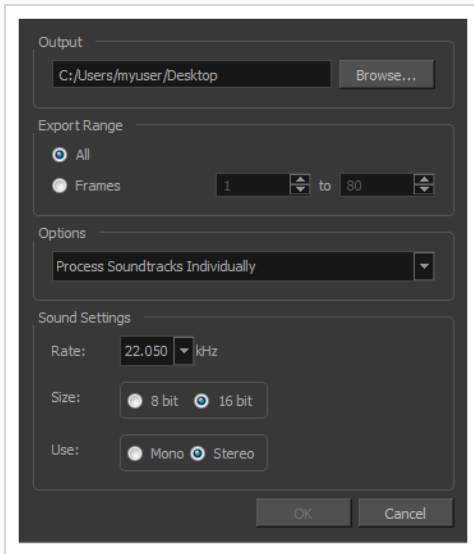 Output
C:/Users/myuser/Desktop Browse...
Export Range
All
Frames 1 to 80
Options
Process Soundtracks Individually
Sound Settings
Rate: 22.050 kHz
Size: 8 bit 16 bit
Use: Mono Stereo
OK Cancel